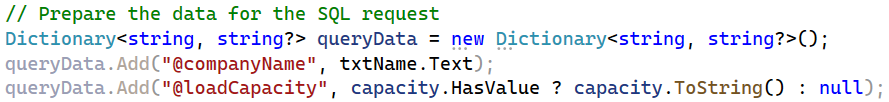 // Prepare the data for the SQL request
Dictionary<string, string?> queryData = new Dictionary<string, string?>();
queryData.Add("@companyName", txtName.Text);
queryData.Add("@loadCapacity", capacity.HasValue ? capacity.ToString() : null);